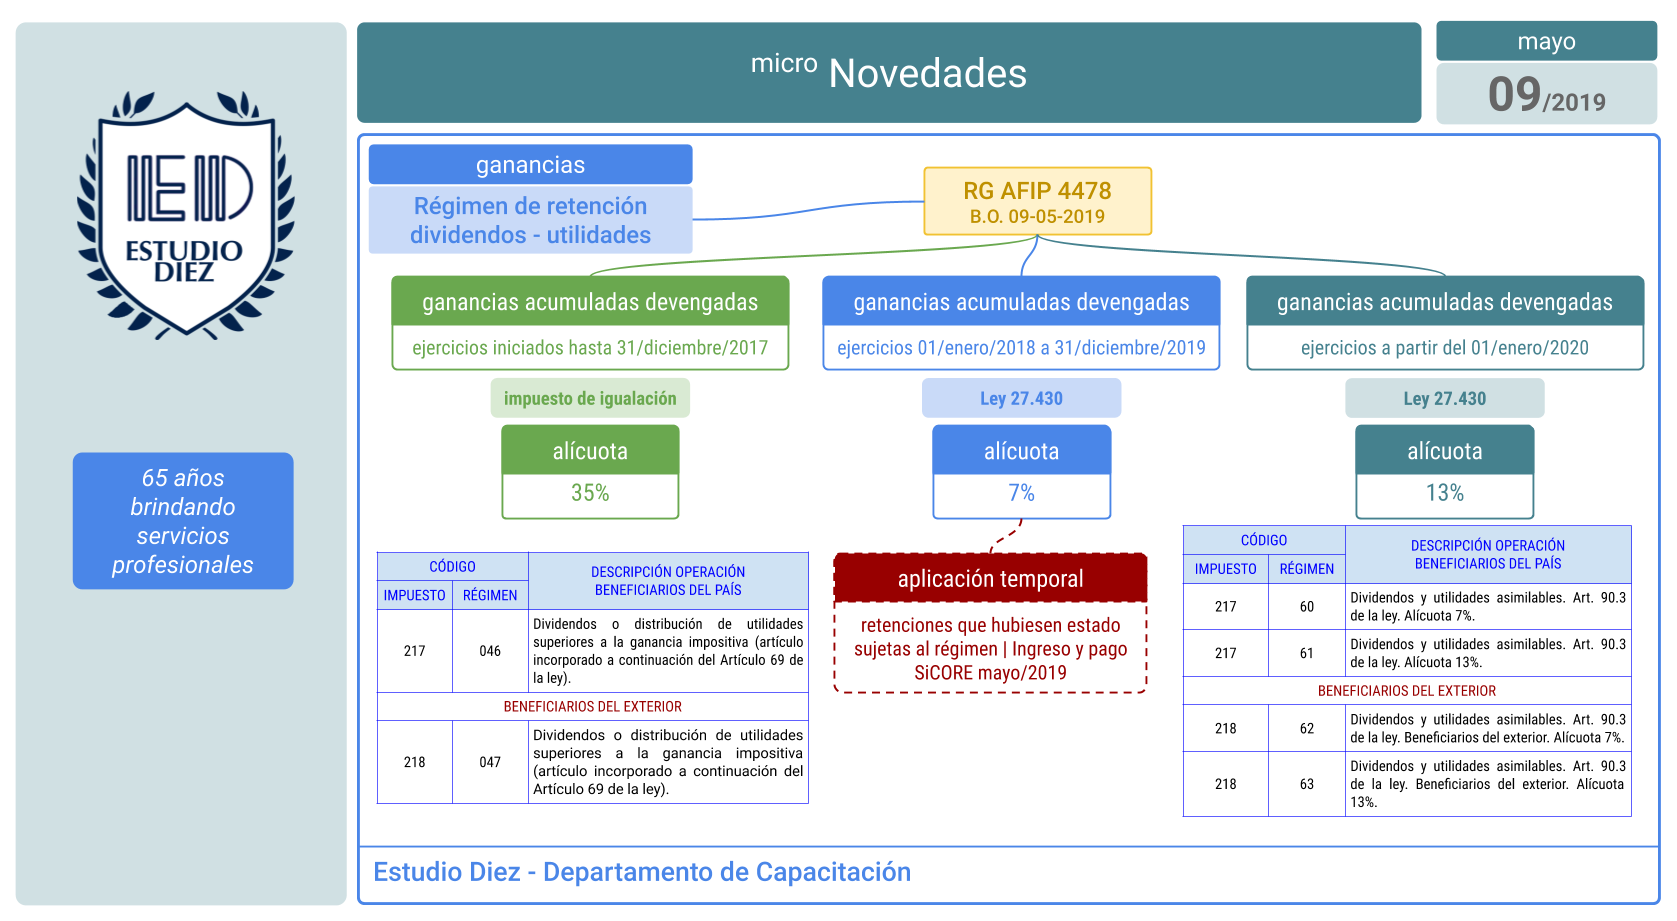 micro Novedades
mayo
09/2019
IEID
ESTUDIO
DIEZ
65 años
brindando
servicios
profesionales
ganancias
Régimen de retención
dividendos - utilidades
RG AFIP 4478
B.O. 09-05-2019
ganancias acumuladas devengadas
ejercicios iniciados hasta 31/diciembre/2017
impuesto de igualación
alícuota
35%
CÓDIGO
DESCRIPCIÓN OPERACIÓN
BENEFICIARIOS DEL PAÍS
IMPUESTO RÉGIMEN
217 046
Dividendos o distribución de utilidades
superiores a la ganancia impositiva (artículo
incorporado a continuación del Artículo 69 de
la ley).
BENEFICIARIOS DEL EXTERIOR
218 047
Dividendos o distribución de utilidades
superiores a la ganancia impositiva
(artículo incorporado a continuación del
Artículo 69 de la ley).
ganancias acumuladas devengadas
ejercicios 01/enero/2018 a 31/diciembre/2019
Ley 27.430
alícuota
7%
aplicación temporal
retenciones que hubiesen estado
sujetas al régimen | Ingreso y pago
SiCORE mayo/2019
ganancias acumuladas devengadas
ejercicios a partir del 01/enero/2020
Ley 27.430
alícuota
13%
CÓDIGO
DESCRIPCIÓN OPERACIÓN
BENEFICIARIOS DEL PAÍS
IMPUESTO RÉGIMEN
217 60
Dividendos y utilidades asimilables. Art. 90.3
de la ley. Alícuota 7%.
217 61
Dividendos y utilidades asimilables. Art. 90.3
de la ley. Alícuota 13%.
BENEFICIARIOS DEL EXTERIOR
218 62
Dividendos y utilidades asimilables. Art. 90.3
de la ley. Beneficiarios del exterior. Alícuota 7%.
218 63
Dividendos y utilidades asimilables. Art. 90.3
de la ley. Beneficiarios del exterior. Alícuota
13%.
Estudio Diez - Departamento de Capacitación